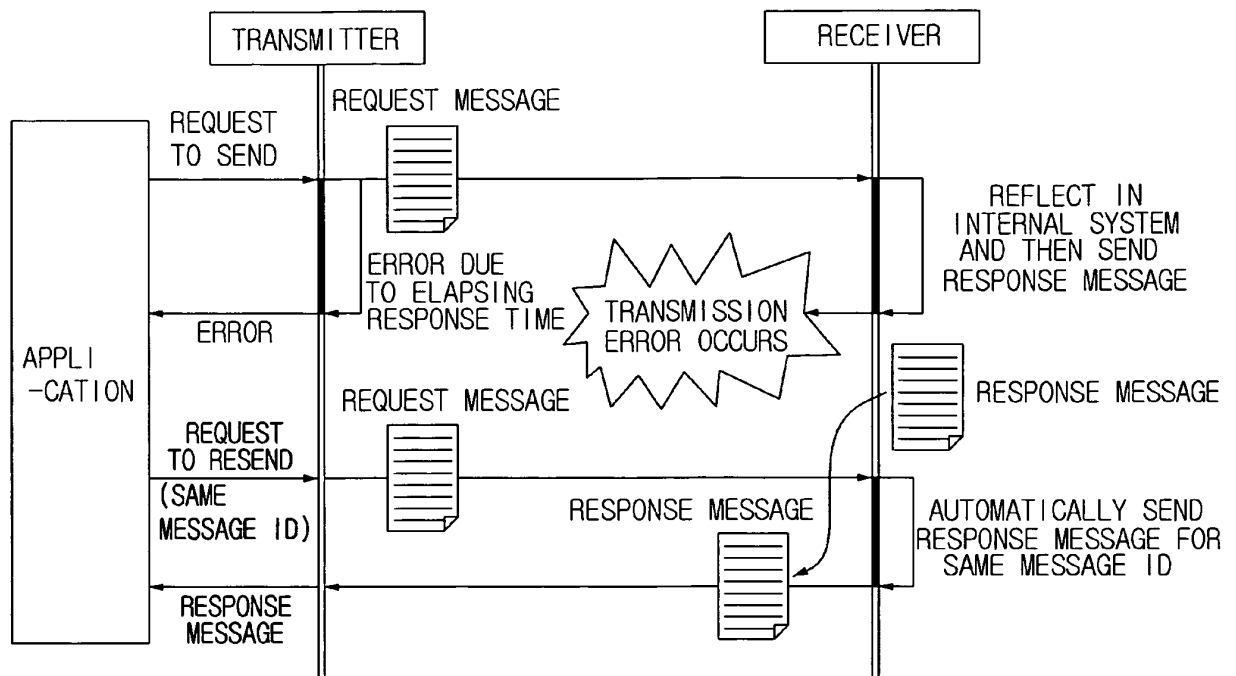 TRANSMITTER
RECEIVER
REQUEST MESSAGE
REQUEST
TO SEND
REFLECT IN
INTERNAL SYSTEM
AND THEN SEND
RESPONSE MESSAGE
ERROR DUE
TO ELAPSING
RESPONSE TIME
TRANSMISSION
ERROR OCCURS
ERROR
APPLI
-CATION
REQUEST MESSAGE
RESPONSE MESSAGE
REQUEST
TO RESEND
(SAME
MESSAGE ID)
RESPONSE MESSAGE
AUTOMATICALLY SEND
RESPONSE MESSAGE FOR
SAME MESSAGE ID
RESPONSE
MESSAGE